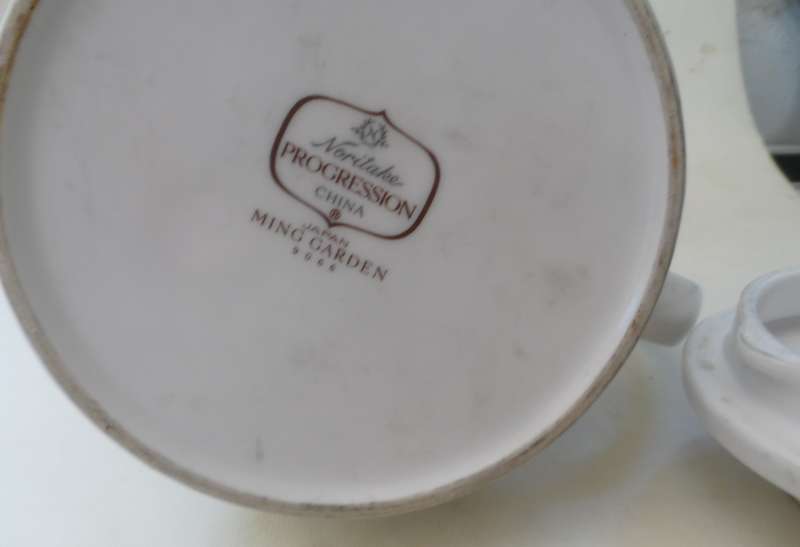 Noritake
PROGRESSION
CHINA
®
JAPAN
MING GARDEN
9066